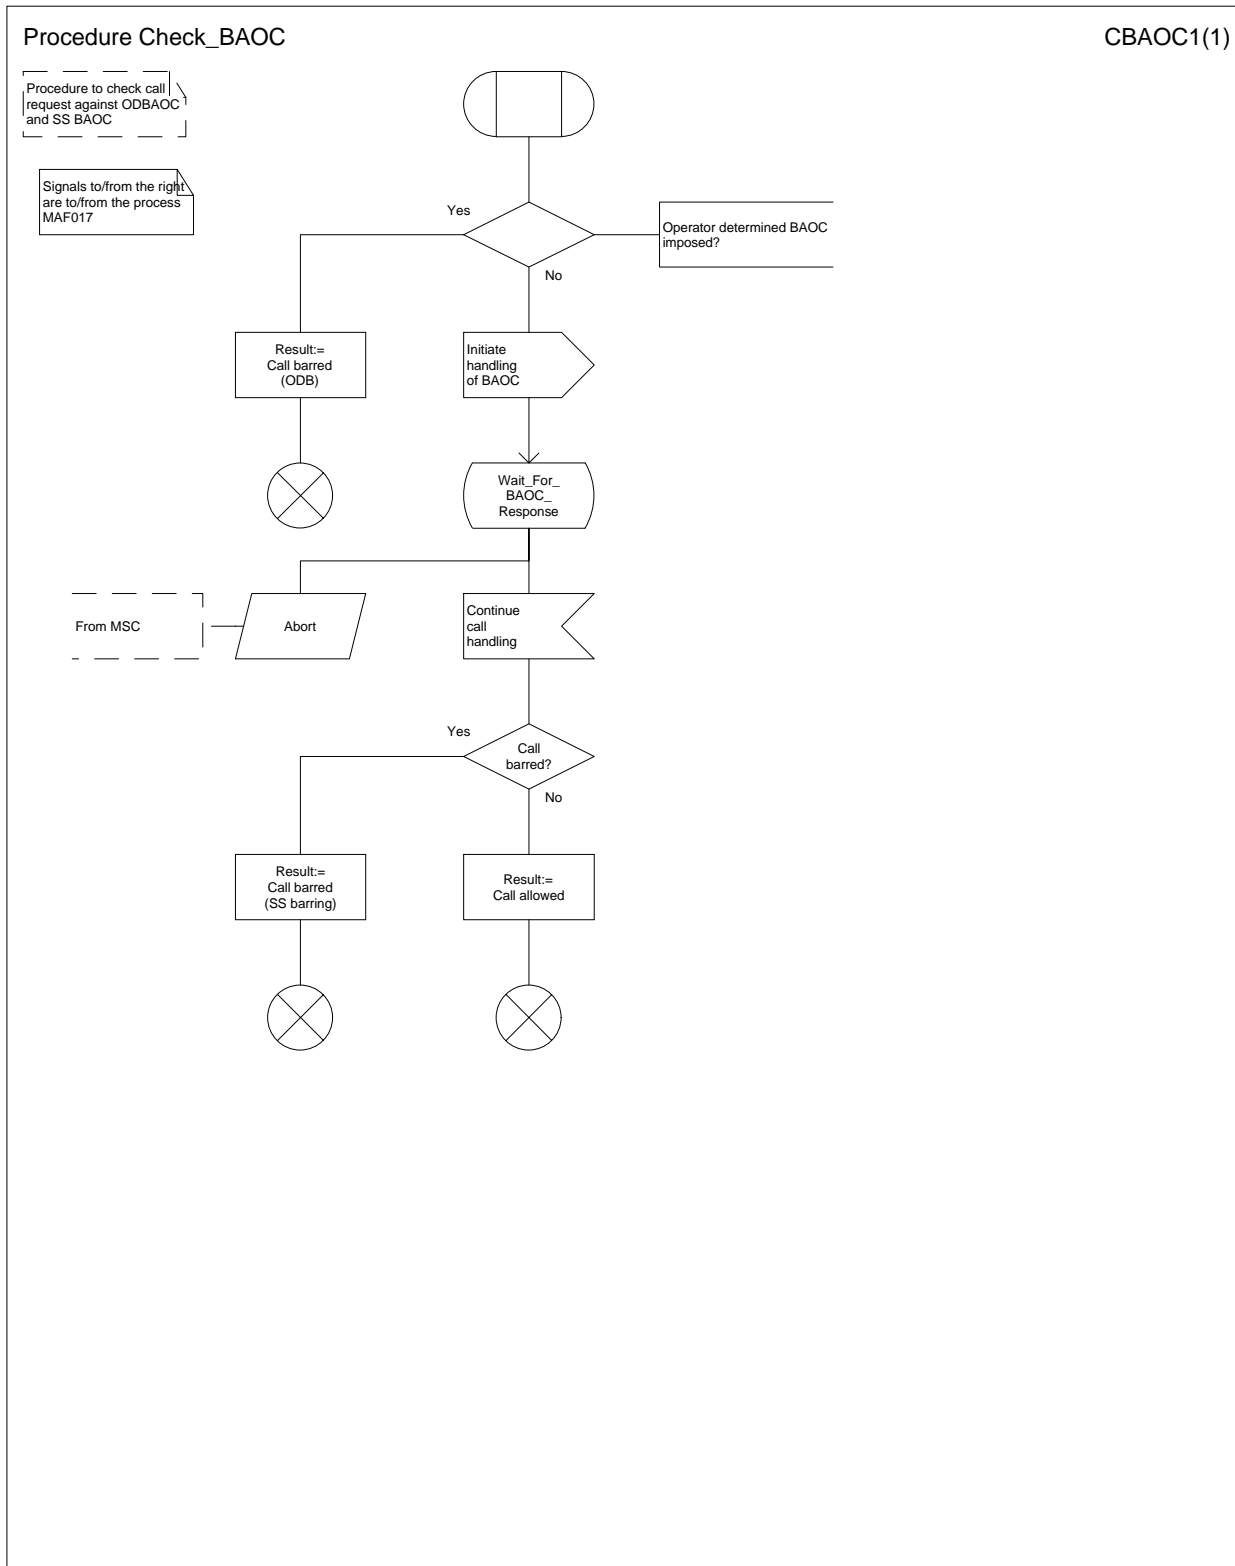 Procedure Check_BAOC
CBAOC1(1)
Procedure to check call
request against ODBAOC
and SS BAOC
Signals to/from the right
are to/from the process
MAF017
Yes
Operator determined BAOC
imposed?
No
Result:=
Call barred
(ODB)
Initiate
handling
of BAOC
Wait_For_
BAOC_
Response
From MSC
Abort
Continue
call
handling
Yes
Call
barred?
No
Result:=
Call barred
(SS barring)
Result:=
Call allowed